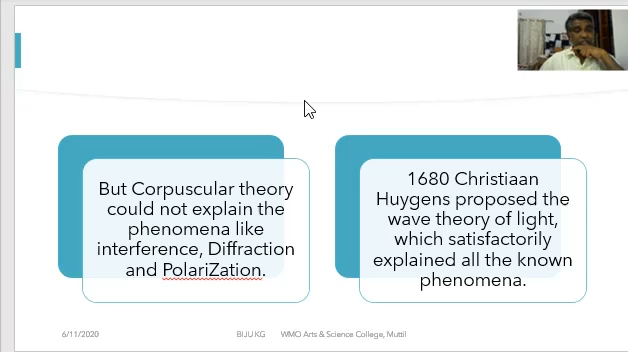 But Corpuscular theory
could not explain the
phenomena like
interference, Diffraction
and PolariZation.
1680 Christiaan
Huygens proposed the
wave theory of light,
which satisfactorily
explained all the known
phenomena.
6/11/2020
BIJU KG WMO Arts & Science College, Muttil